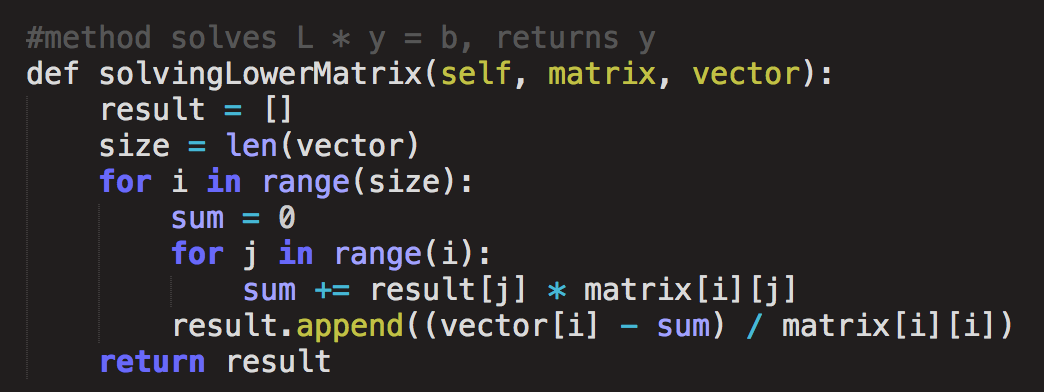 #method solves L * y = b, returns y
def solvingLowerMatrix(self, matrix, vector):
    result = []
    size = len(vector)
    for i in range(size):
        sum = 0
        for j in range(i):
            sum += result[j] * matrix[i][j]
        result.append((vector[i] - sum) / matrix[i][i])
    return result